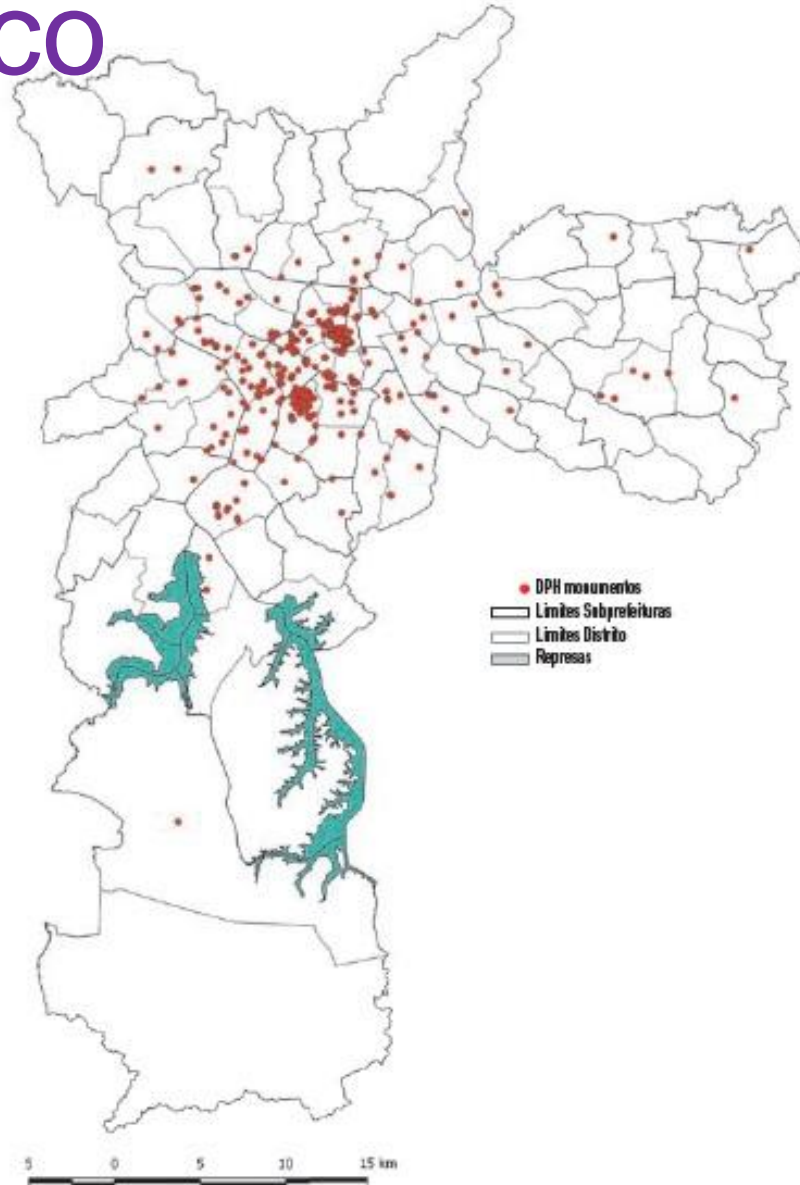 CO
DPH monumentos
Limites Subprefeituras
Limites Distrito
Represas
5 0 5 10 15 km